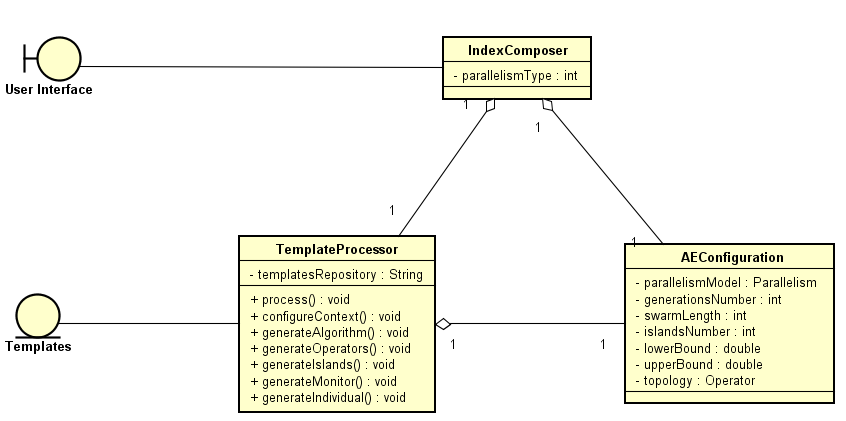 User Interface
IndexComposer
- parallelismType : int
1
1
1
1
TemplateProcessor
- templatesRepository : String
+ process() : void
+ configureContext() : void
+ generateAlgorithm() : void
+ generateOperators() : void
+ generateIslands() : void
+ generateMonitor() : void
+ generateIndividual() : void
AEConfiguration
- parallelismModel : Parallelism
- generationsNumber : int
- swarmLength : int
- islandsNumber : int
- lowerBound : double
- upperBound : double
- topology : Operator
Templates
1
1